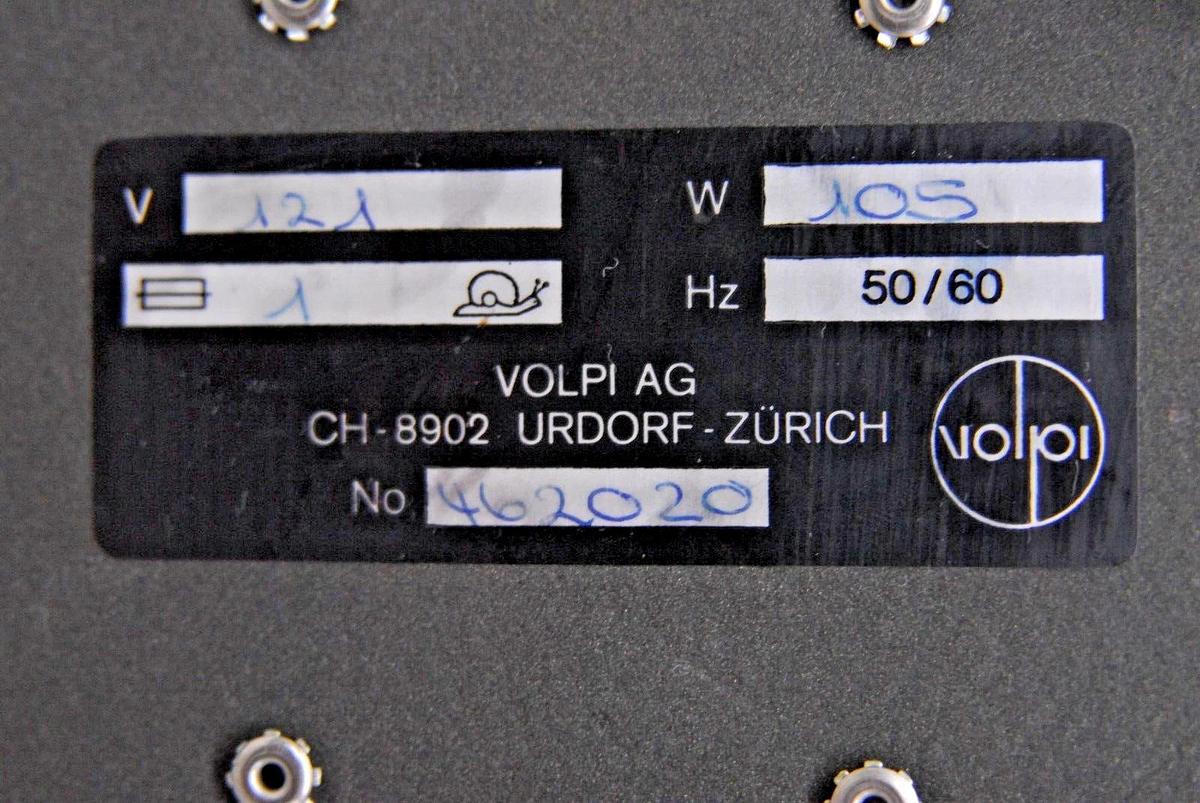 V 121 W 105
1 Hz 50/60
VOLPI AG
CH-8902 URDORF-ZÜRICH
volpi
No 462020